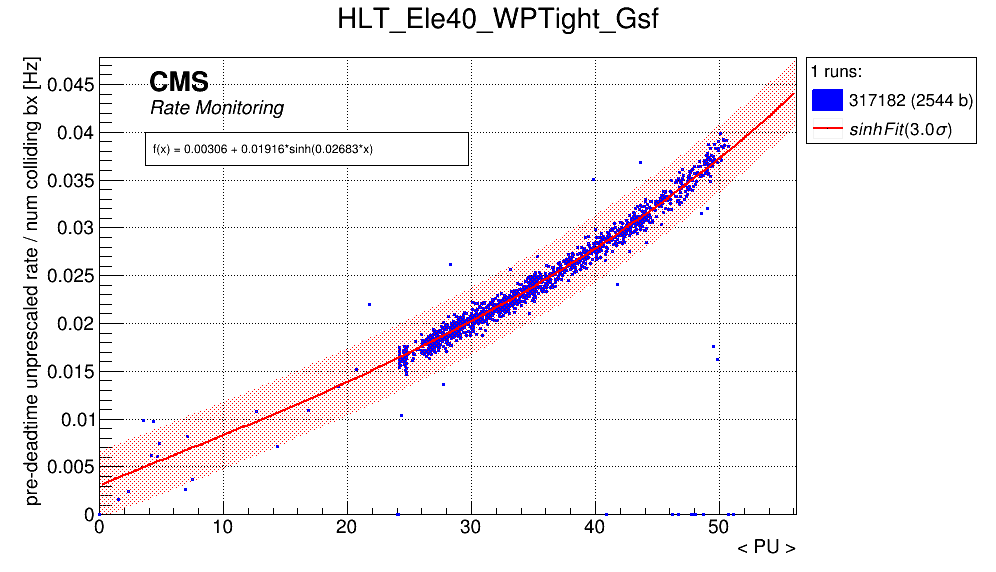 HLT_Ele40_WPTight_Gsf
pre-deadtime unprescaled rate / num colliding bx [Hz]
0.045
0.04
0.035
0.03
0.025
0.02
0.015
0.01
0.005
0
CMS
Rate Monitoring
f(x) = 0.00306 + 0.01916*sinh(0.02683*x)
1 runs:
317182 (2544 b)
sinhFit(3.0σ)
0 10 20 30 40 50
< PU >